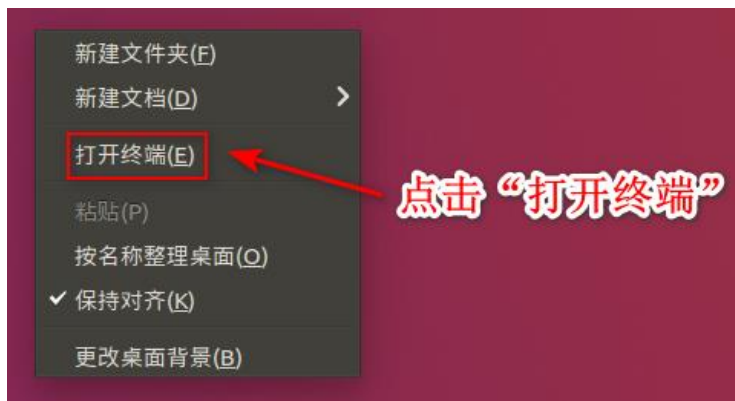 新建文件夹(F)
新建文档(D)
打开终端(E)
点击“打开终端”
粘贴(P)
按名称整理桌面(O)
保持对齐(K)
更改桌面背景(B)